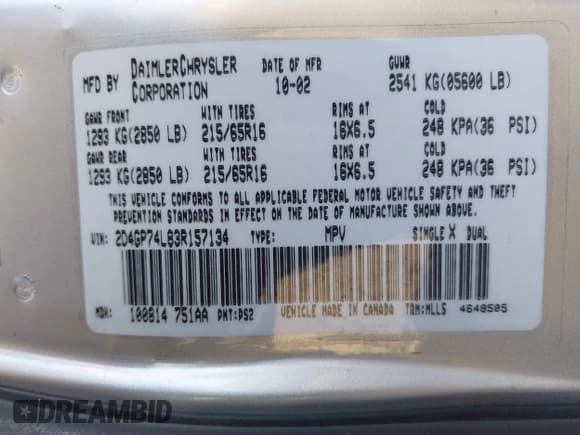 MFD BY DAIMLERCHRYSLER CORPORATION DATE OF MFR 10-02 GVWR 2541 KG(05600 LB)
GAWR FRONT WITH TIRES RIMS AT COLD
1293 KG(2850 LB) 215/65R16 16X6.5 248 KPA(36 PSI)
GAWR REAR WITH TIRES RIMS AT COLD
1293 KG(2850 LB) 215/65R16 16X6.5 248 KPA(36 PSI)
THIS VEHICLE CONFORMS TO ALL APPLICABLE FEDERAL MOTOR VEHICLE SAFETY AND THEFT
PREVENTION STANDARDS IN EFFECT ON THE DATE OF MANUFACTURE SHOWN ABOVE.
VIN: 2D4GP74L83R157134 TYPE: MPV SINGLE X DUAL
MDH: 100814 751AA PNT:PS2 VEHICLE MADE IN CANADA TRM:MLL5 4648505
DREAMBID